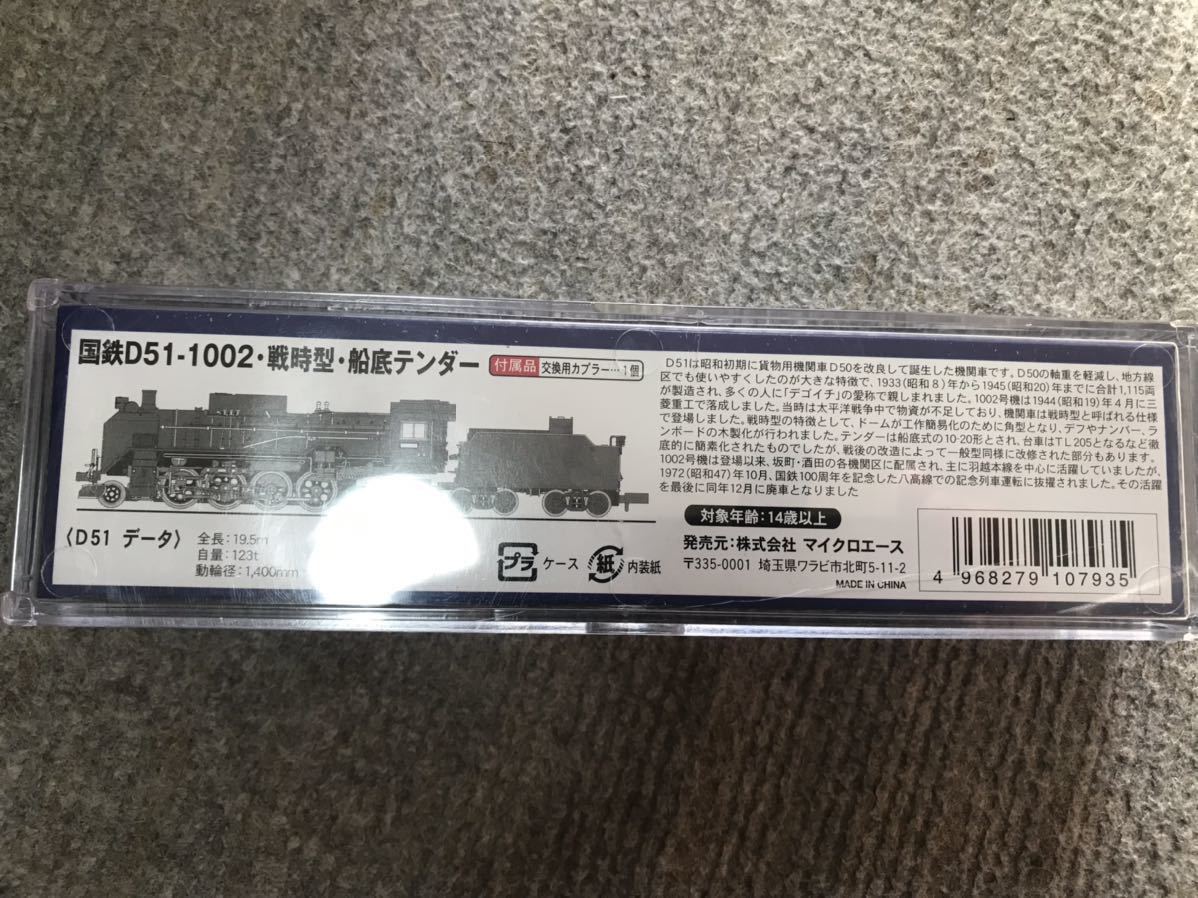 国鉄D51-1002・戦時型・船底テンダー
付属品 交換用カプラー…1個
D51は昭和初期に貨物用機関車D50を改良して誕生した機関車です。D50の軸重を軽減し、地方線
区でも使いやすくしたのが大きな特徴で、1933(昭和8)年から1945(昭和20)年までに合計1,115両
が製造され、多くの人に「デゴイチ」の愛称で親しまれました。1002号機は1944(昭和19)年4月に三
菱重工で落成しました。当時は太平洋戦争中で物資が不足しており、機関車は戦時型と呼ばれる仕様
で登場しました。戦時型の特徴として、ドームが工作簡易化のために角型となり、デフやナンバー、ラ
ンボードの木製化が行われました。テンダーは船底式の10-20形とされ、台車はTL205となるなど徹
底的に簡素化されたものでしたが、戦後の改造によって一般型同様に改修された部分もあります。
1002号機は登場以来、坂町・酒田の各機関区に配属され、主に羽越本線を中心に活躍していましたが、
1972(昭和47)年10月、国鉄100周年を記念した八高線での記念列車運転に抜擢されました。その活躍
を最後に同年12月に廃車となりました
〈D51 データ〉
全長：19.5m
自量：123t
動輪径：1,400mm
プラ ケース 紙 内装紙
対象年齢：14歳以上
発売元：株式会社 マイクロエース
〒335-0001 埼玉県ワラビ市北町5-11-2
MADE IN CHINA
4 968279 107935